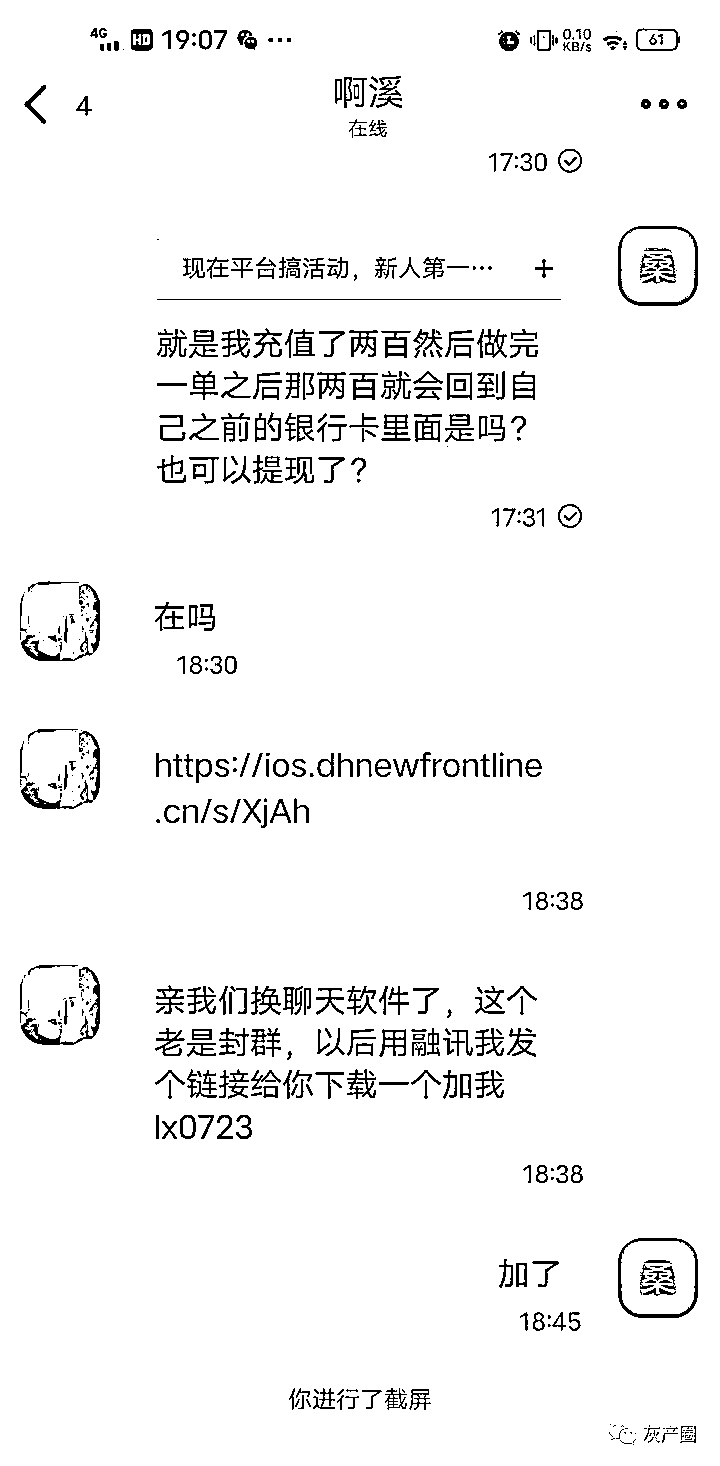 4G HD 19:07 ... 0.10 KB/s 61
4 啊溪
在线
17:30
现在平台搞活动，新人第一…
桑
就是我充值了两百然后做完
一单之后那两百就会回到自
己之前的银行卡里面是吗？
也可以提现了？
17:31
在吗
18:30
https://ios.dhnewfrontline
.cn/s/XjAh
18:38
亲我们换聊天软件了，这个
老是封群，以后用融讯我发
个链接给你下载一个加我
lx0723
18:38
加了
桑
18:45
你进行了截屏
灰产圈